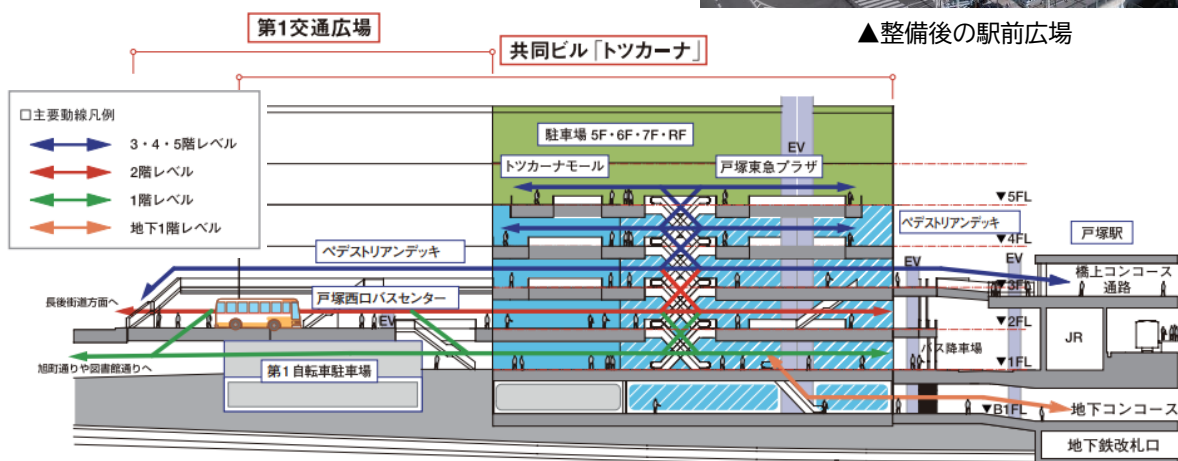 ▲整備後の駅前広場
第1交通広場
共同ビル「トツカーナ」
□主要動線凡例
3・4・5階レベル
2階レベル
1階レベル
地下1階レベル
駐車場 5F・6F・7F・RF
EV
トツカーナモール
戸塚東急プラザ
▼5FL
ペデストリアンデッキ
▼4FL
戸塚駅
ペデストリアンデッキ
EV
EV
橋上コンコース
通路
▼3FL
長後街道方面へ
戸塚西口バスセンター
EV
▼2FL
JR
バス降車場
旭町通りや図書館通りへ
第1自転車駐車場
▼1FL
▼B1FL
地下コンコース
地下鉄改札口